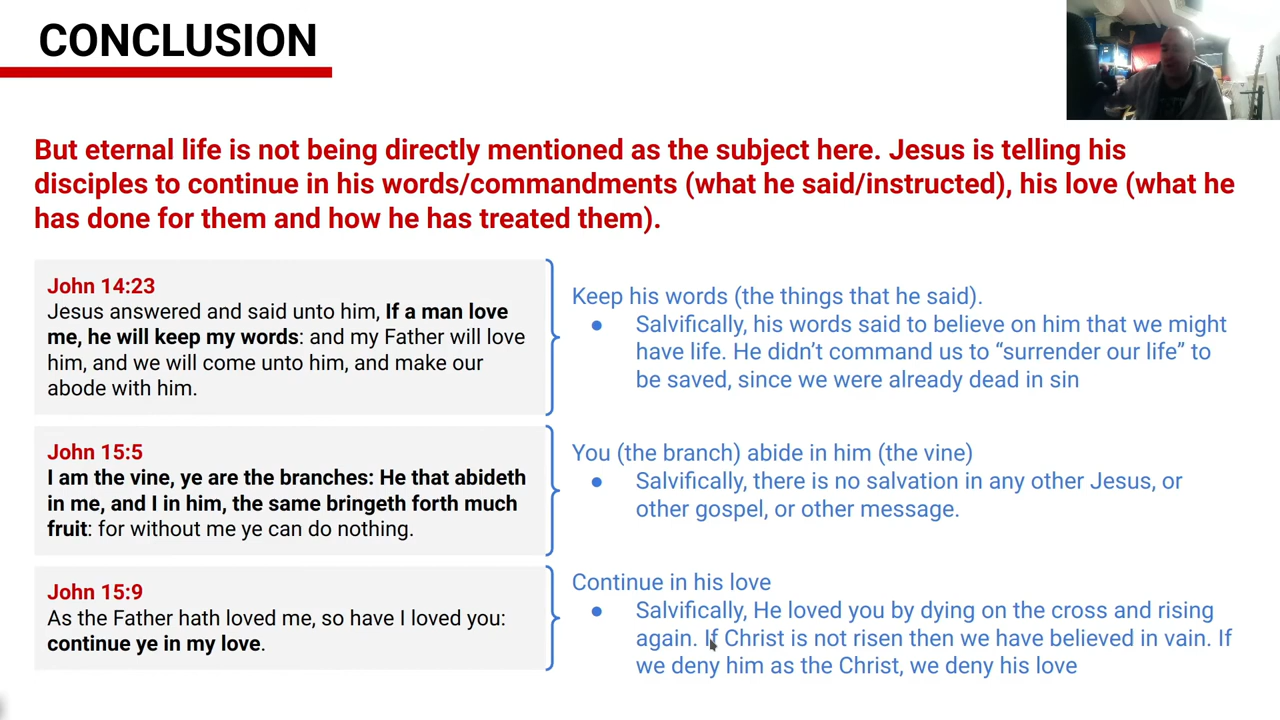 CONCLUSION
But eternal life is not being directly mentioned as the subject here. Jesus is telling his
disciples to continue in his words/commandments (what he said/instructed), his love (what he
has done for them and how he has treated them).
John 14:23
Jesus answered and said unto him, If a man love
me, he will keep my words: and my Father will love
him, and we will come unto him, and make our
abode with him.
Keep his words (the things that he said).
● Salvifically, his words said to believe on him that we might
have life. He didn’t command us to “surrender our life” to
be saved, since we were already dead in sin
John 15:5
I am the vine, ye are the branches: He that abideth
in me, and I in him, the same bringeth forth much
fruit: for without me ye can do nothing.
You (the branch) abide in him (the vine)
● Salvifically, there is no salvation in any other Jesus, or
other gospel, or other message.
John 15:9
As the Father hath loved me, so have I loved you:
continue ye in my love.
Continue in his love
● Salvifically, He loved you by dying on the cross and rising
again. If Christ is not risen then we have believed in vain. If
we deny him as the Christ, we deny his love